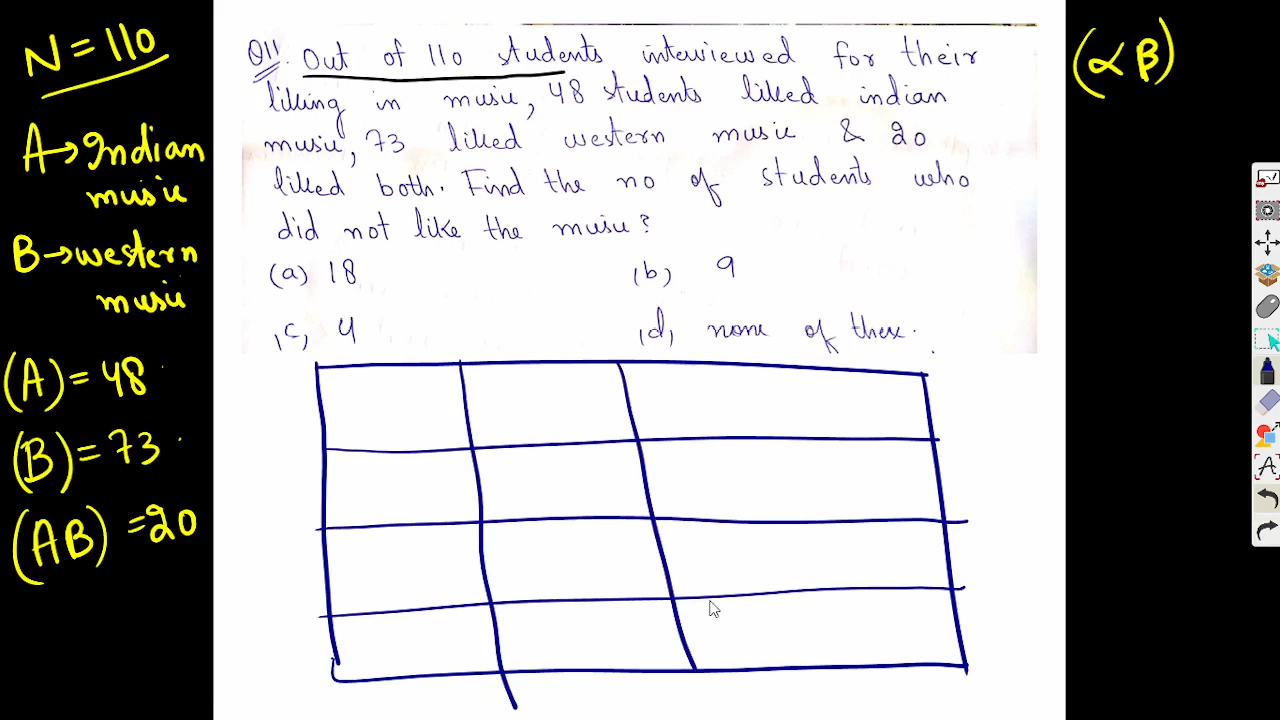 N = 110
A → Indian
music
B → western
music
(A) = 48
(B) = 73
(AB) = 20
Q11. Out of 110 students interviewed for their
liking in music, 48 students liked indian
music, 73 liked western music & 20
liked both. Find the no of students who
did not like the music?
(a) 18 (b) 9
(c) 4 (d) none of these.
(αβ)
A